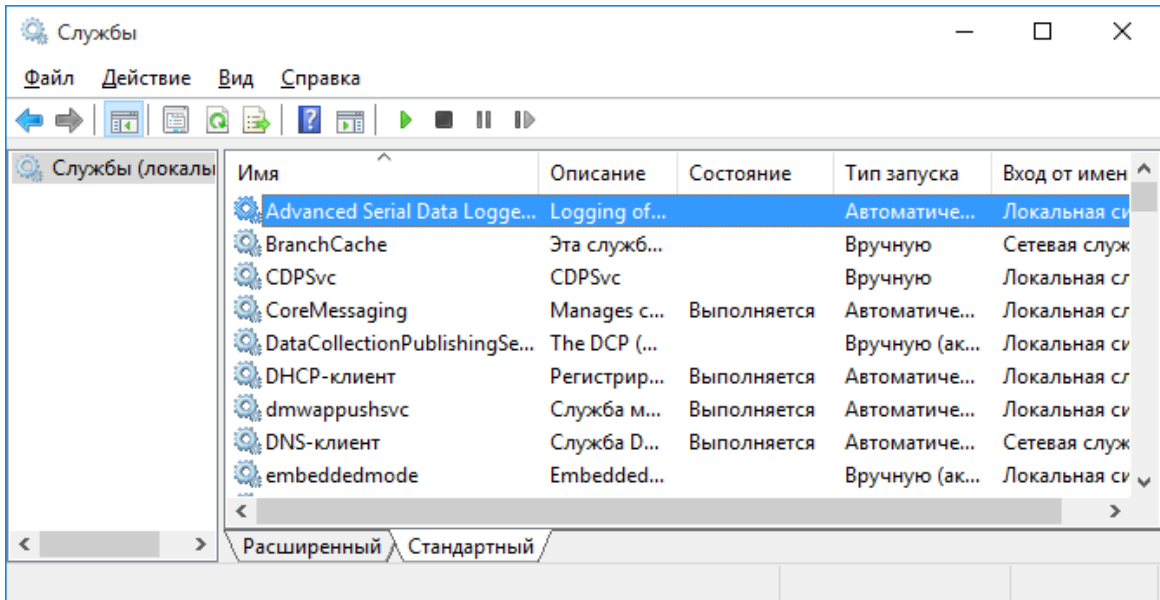 Службы
Файл Действие Вид Справка
Службы (локалы
Имя Описание Состояние Тип запуска Вход от имен
Advanced Serial Data Logge... Logging of... Автоматиче... Локальная си
BranchCache Эта служб... Вручную Сетевая служ
CDPSvc CDPSvc Вручную Локальная сл
CoreMessaging Manages c... Выполняется Автоматиче... Локальная сл
DataCollectionPublishingSe... The DCP (... Вручную (ак... Локальная си
DHCP-клиент Регистрир... Выполняется Автоматиче... Локальная сл
dmwappushsvc Служба м... Выполняется Автоматиче... Локальная си
DNS-клиент Служба D... Выполняется Автоматиче... Сетевая служ
embeddedmode Embedded... Вручную (ак... Локальная си
Расширенный Стандартный